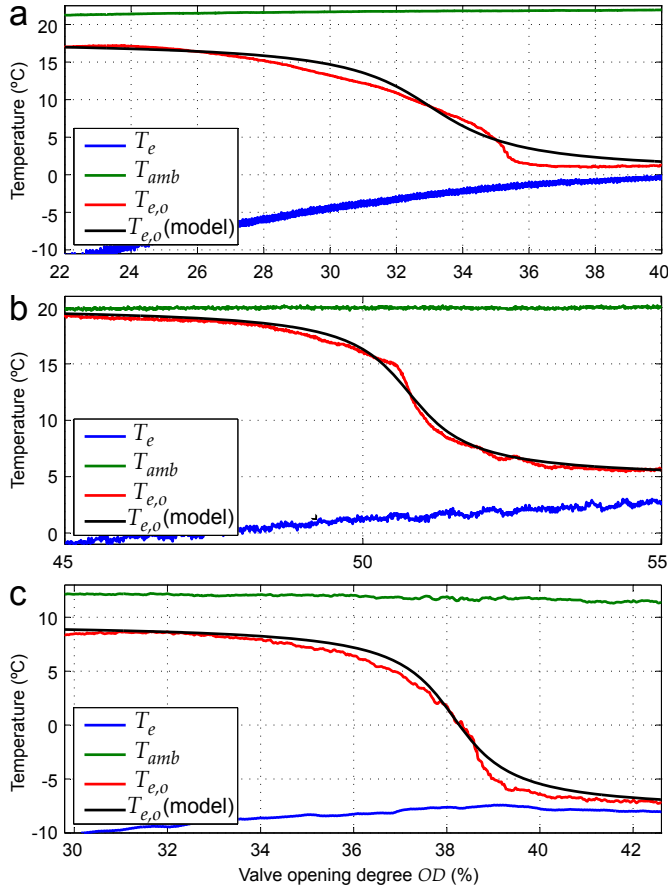 a
Temperature (ºC)
20
15
10
5
0
-5
-10
T_e
T_amb
T_e,o
T_e,o (model)
22 24 26 28 30 32 34 36 38 40
b
Temperature (ºC)
20
15
10
5
0
T_e
T_amb
T_e,o
T_e,o (model)
45 50 55
c
Temperature (ºC)
10
5
0
-5
-10
T_e
T_amb
T_e,o
T_e,o (model)
30 32 34 36 38 40 42
Valve opening degree OD (%)